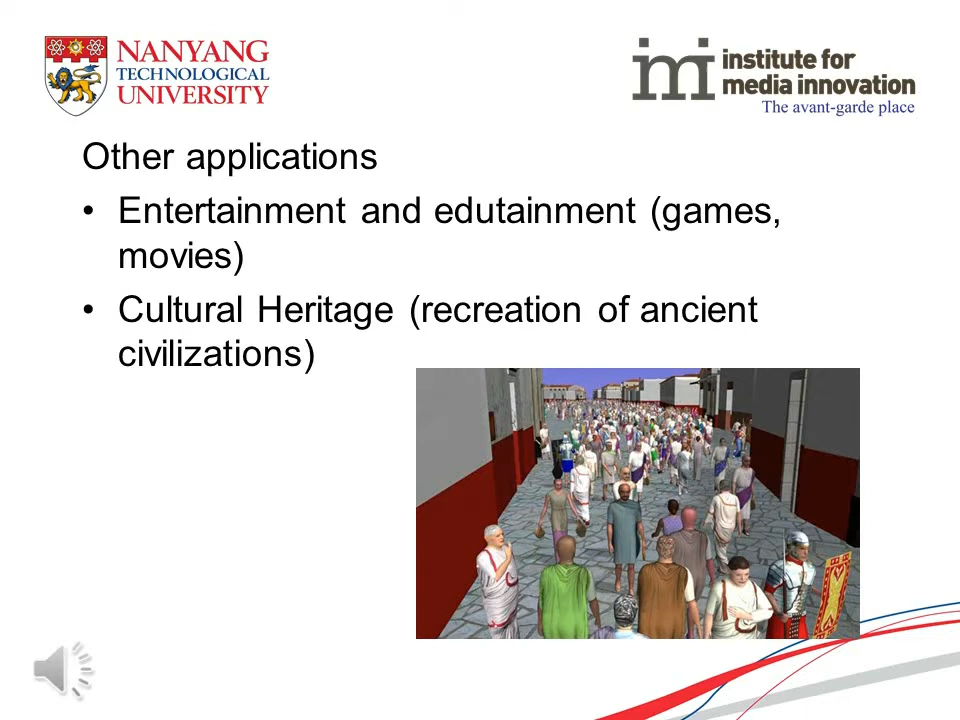 NANYANG
TECHNOLOGICAL
UNIVERSITY
imi institute for
media innovation
The avant-garde place
Other applications
• Entertainment and edutainment (games,
movies)
• Cultural Heritage (recreation of ancient
civilizations)